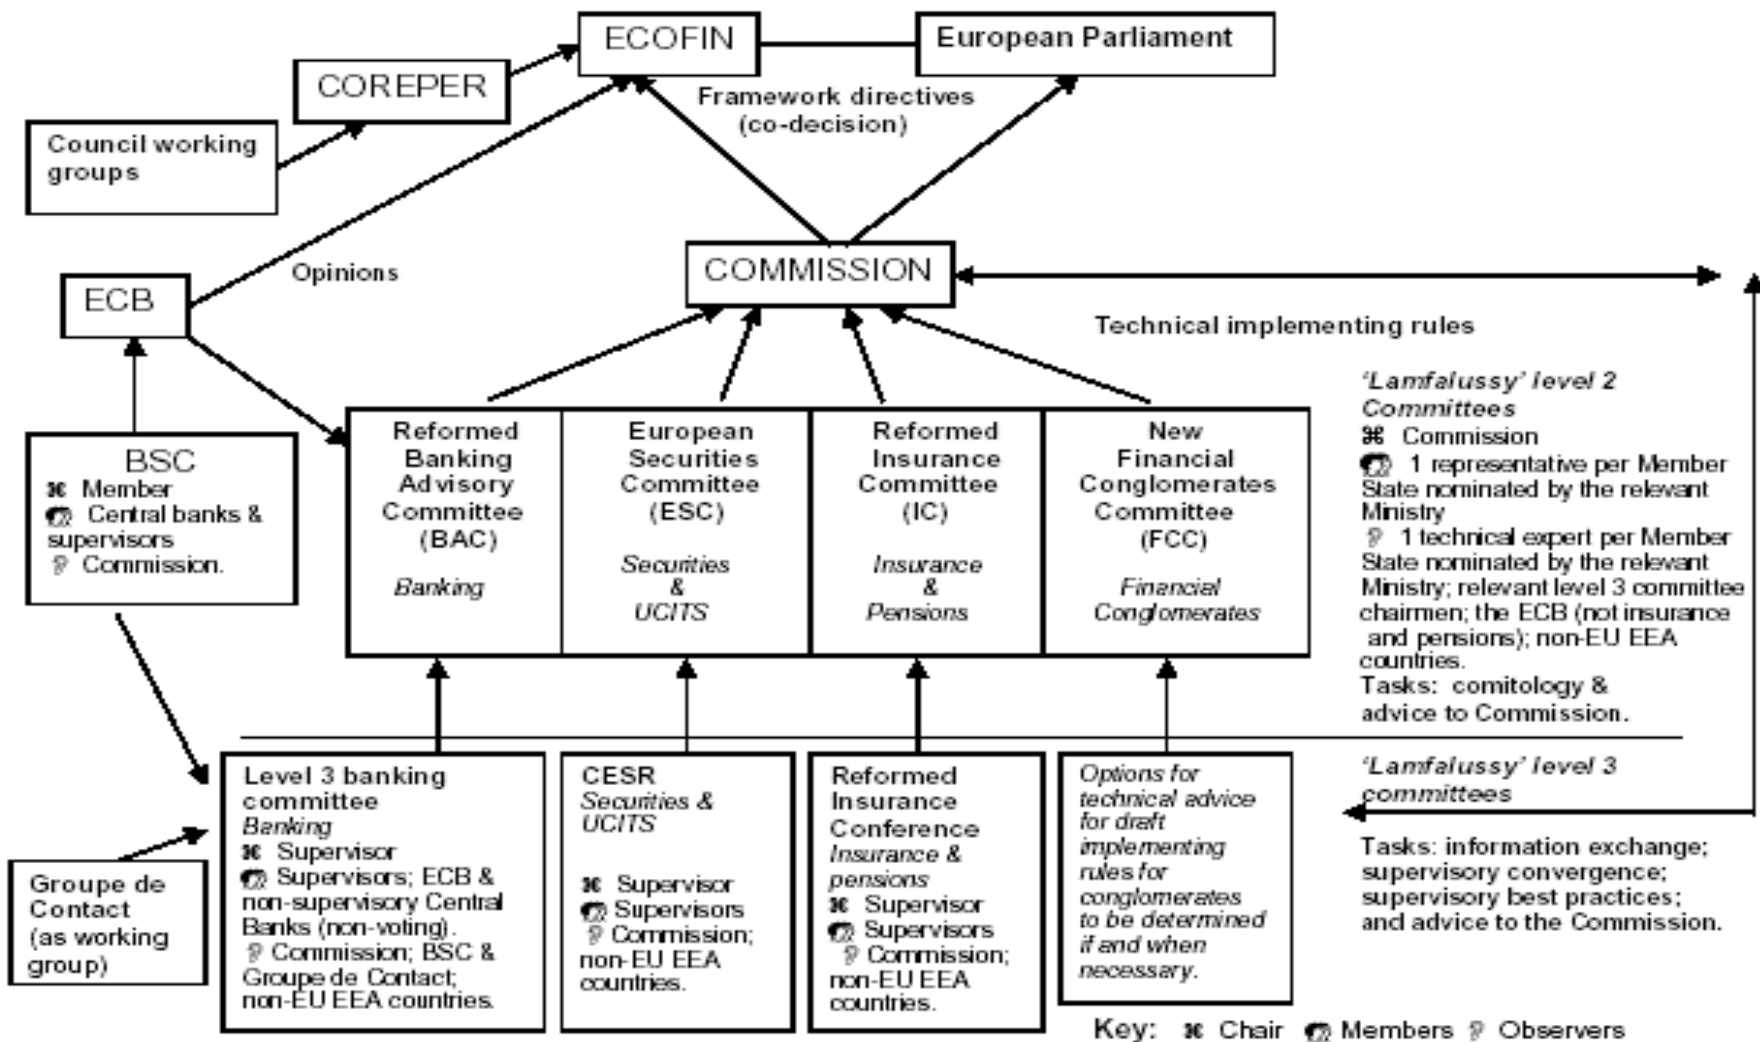 ECOFIN
European Parliament
COREPER
Framework directives
(co-decision)
Council working
groups
COMMISSION
Opinions
ECB
Technical implementing rules
BSC
⌘ Member
Central banks &
supervisors
Commission.
Reformed
Banking
Advisory
Committee
(BAC)
Banking
European
Securities
Committee
(ESC)
Securities
&
UCITS
Reformed
Insurance
Committee
(IC)
Insurance
&
Pensions
New
Financial
Conglomerates
Committee
(FCC)
Financial
Conglomerates
'Lamfalussy' level 2
Committees
⌘ Commission
1 representative per Member
State nominated by the relevant
Ministry
1 technical expert per Member
State nominated by the relevant
Ministry; relevant level 3 committee
chairmen; the ECB (not insurance
and pensions); non-EU EEA
countries.
Tasks: comitology &
advice to Commission.
Level 3 banking
committee
Banking
⌘ Supervisor
Supervisors; ECB &
non-supervisory Central
Banks (non-voting).
Commission; BSC &
Groupe de Contact;
non-EU EEA countries.
CESR
Securities &
UCITS
⌘ Supervisor
Supervisors
Commission;
non-EU EEA
countries.
Reformed
Insurance
Conference
Insurance &
pensions
⌘ Supervisor
Supervisors
Commission;
non-EU EEA
countries.
Options for
technical advice
for draft
implementing
rules for
conglomerates
to be determined
if and when
necessary.
'Lamfalussy' level 3
committees
Tasks: information exchange;
supervisory convergence;
supervisory best practices;
and advice to the Commission.
Groupe de
Contact
(as working
group)
Key: ⌘ Chair Members Observers